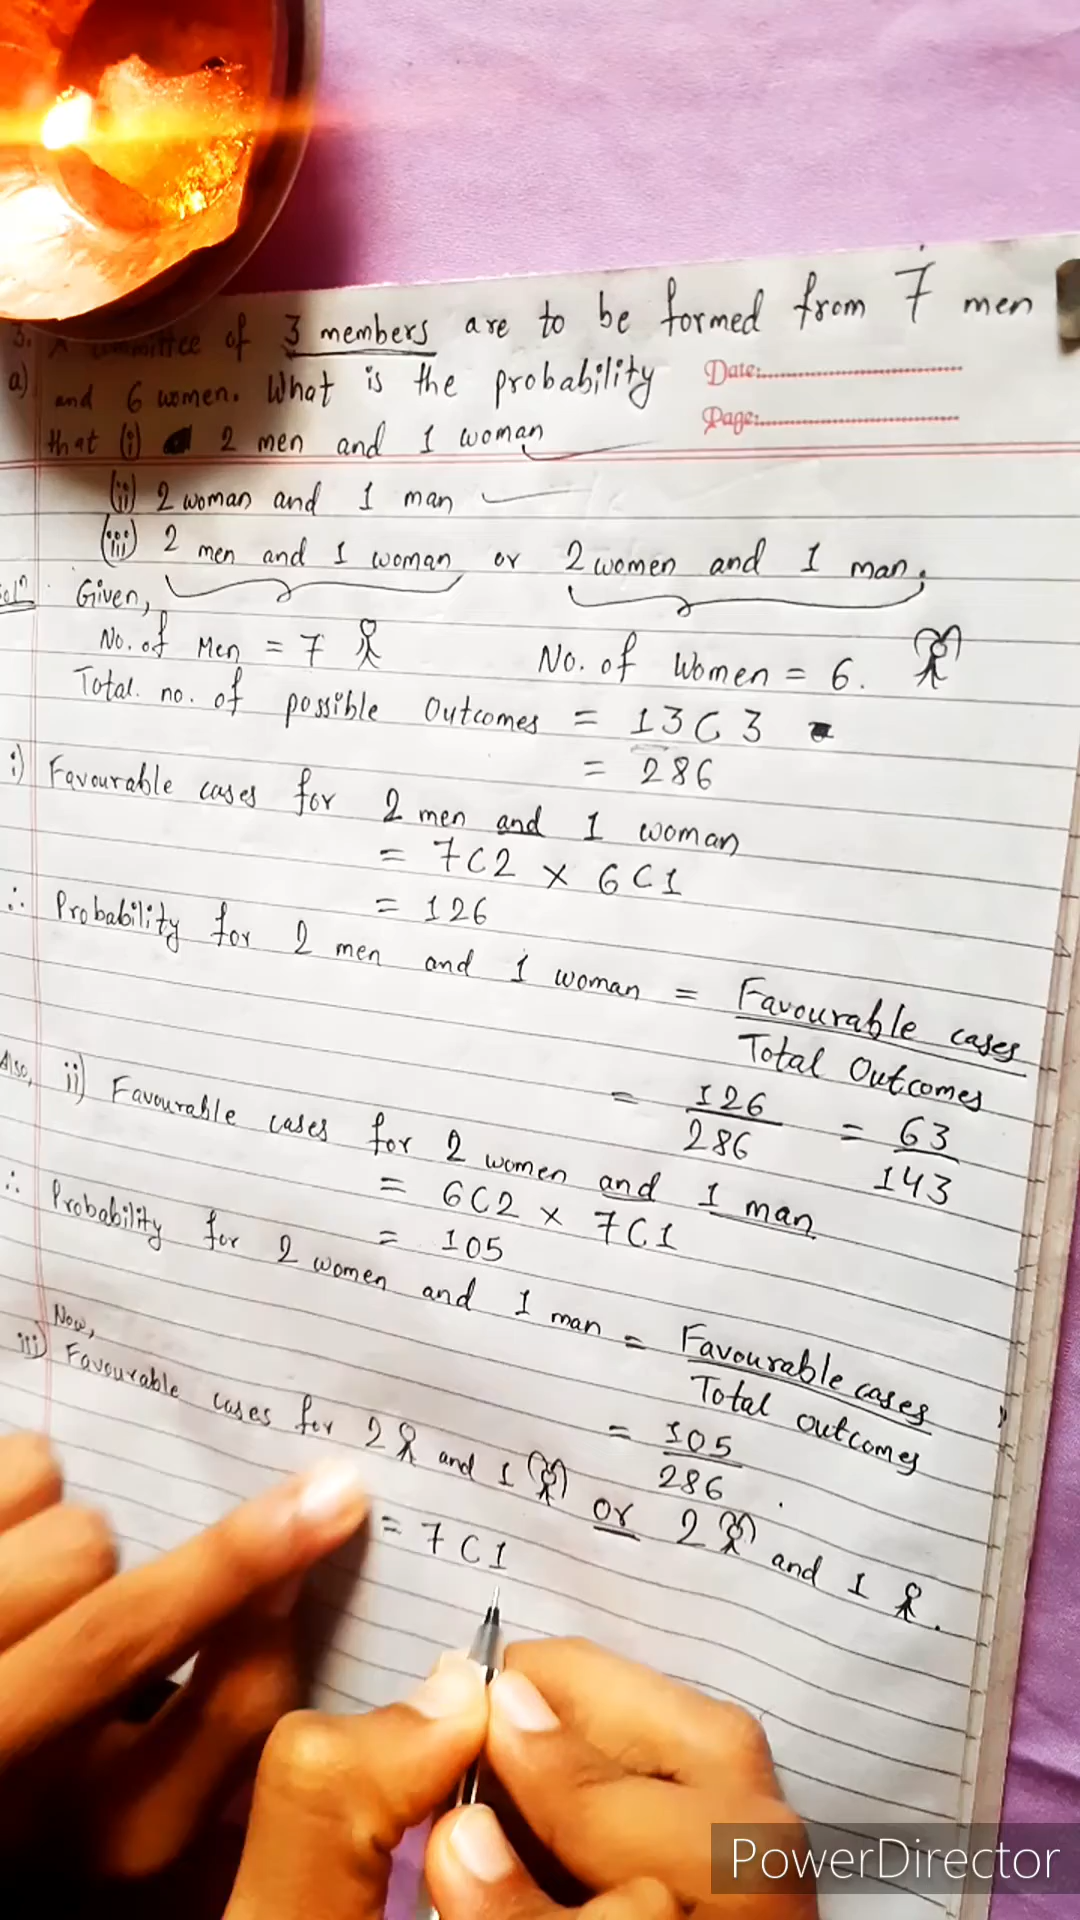 3. A committee of 3 members are to be formed from 7 men
a) and 6 women. What is the probability
Date:
Page:
that (i) 2 men and 1 woman
(ii) 2 woman and 1 man
(iii) 2 men and 1 woman or 2 women and 1 man.
Given,
No. of Men = 7 No. of Women = 6.
Total. no. of possible Outcomes = 13C3
= 286
i) Favourable cases for 2 men and 1 woman
= 7C2 × 6C1
= 126
∴ Probability for 2 men and 1 woman = Favourable cases
Total Outcomes
= 126/286 = 63/143
Also, ii) Favourable cases for 2 women and 1 man
= 6C2 × 7C1
= 105
∴ Probability for 2 women and 1 man = Favourable cases
Total outcomes
= 105/286.
Now,
iii) Favourable cases for 2 and 1 or 2 and 1.
= 7C1
PowerDirector